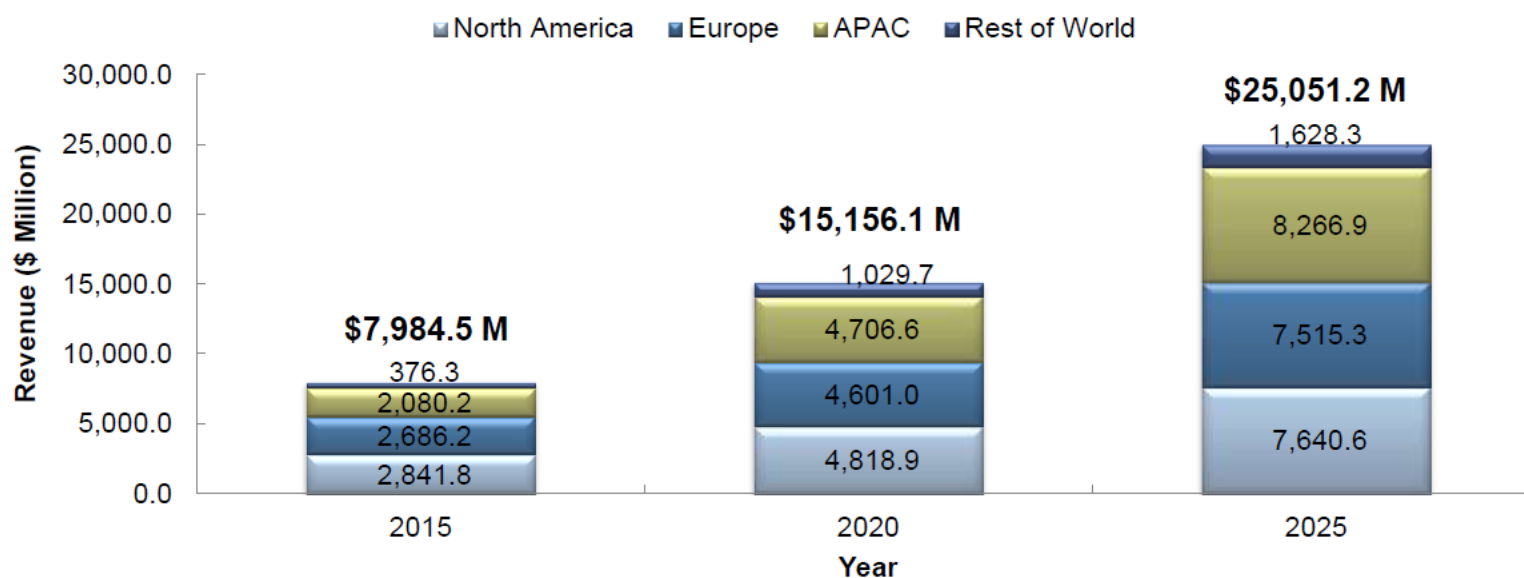 North America Europe APAC Rest of World
30,000.0
25,000.0
20,000.0
15,000.0
10,000.0
5,000.0
0.0
Revenue ($ Million)
$7,984.5 M
376.3
2,080.2
2,686.2
2,841.8
$15,156.1 M
1,029.7
4,706.6
4,601.0
4,818.9
$25,051.2 M
1,628.3
8,266.9
7,515.3
7,640.6
2015 2020 2025
Year